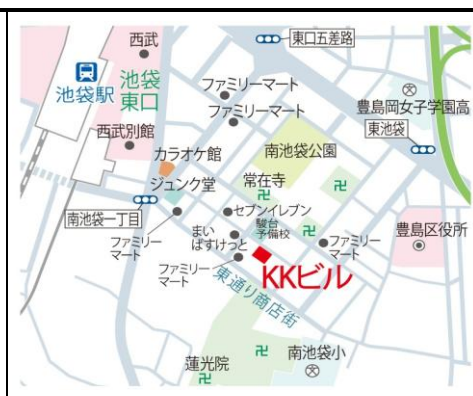 西武
東口五差路
池袋駅
池袋
東口
ファミリーマート
ファミリーマート
豊島岡女子学園高
東池袋
西武別館
カラオケ館
南池袋公園
ジュンク堂
常在寺
卍
卍
南池袋一丁目
セブンイレブン
駿台
予備校
卍
ファミリー
マート
まい
ばすけっと
ファミリー
マート
豊島区役所
ファミリー
マート
KKビル
東通り商店街
蓮光院
卍
卍
南池袋小
文
文